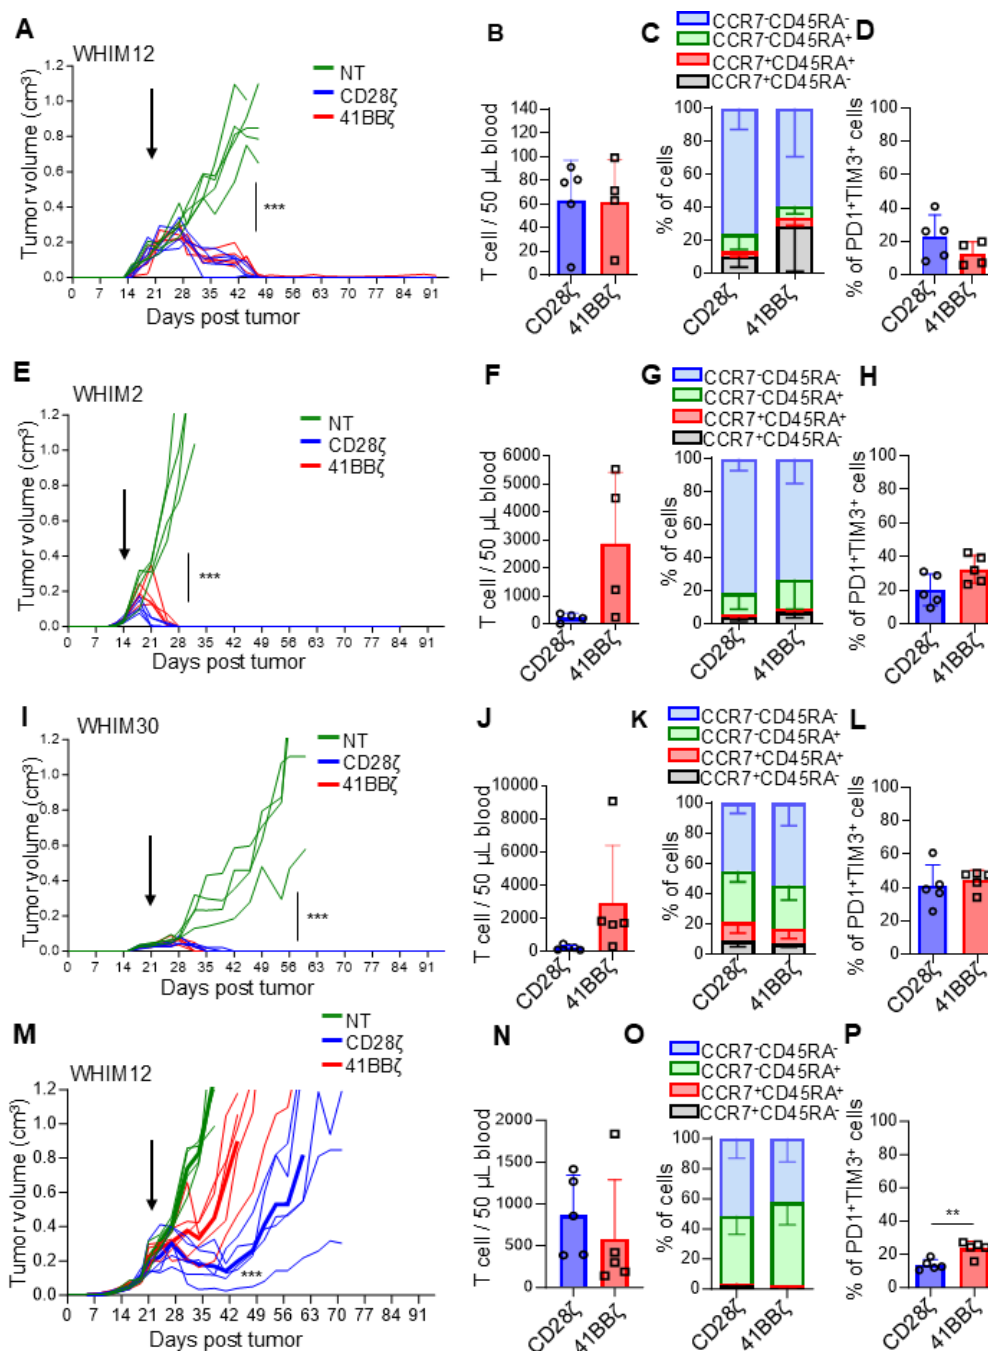 A
WHIM12
NT
CD28ζ
41BBζ
Tumor volume (cm³)
1.2
1.0
0.8
0.6
0.4
0.2
0.0
***
0 7 14 21 28 35 42 49 56 63 70 77 84 91
Days post tumor
B
T cell / 50 µL blood
140
120
100
80
60
40
20
0
CD28ζ
41BBζ
C
CCR7⁻CD45RA⁻
CCR7⁻CD45RA⁺
CCR7⁺CD45RA⁺
CCR7⁺CD45RA⁻
% of cells
100
80
60
40
20
0
CD28ζ
41BBζ
D
% of PD1⁺TIM3⁺ cells
100
80
60
40
20
0
CD28ζ
41BBζ
E
WHIM2
NT
CD28ζ
41BBζ
Tumor volume (cm³)
1.2
1.0
0.8
0.6
0.4
0.2
0.0
***
0 7 14 21 28 35 42 49 56 63 70 77 84 91
Days post tumor
F
T cell / 50 µL blood
6000
5000
4000
3000
2000
1000
0
CD28ζ
41BBζ
G
CCR7⁻CD45RA⁻
CCR7⁻CD45RA⁺
CCR7⁺CD45RA⁺
CCR7⁺CD45RA⁻
% of cells
100
80
60
40
20
0
CD28ζ
41BBζ
H
% of PD1⁺TIM3⁺ cells
100
80
60
40
20
0
CD28ζ
41BBζ
I
WHIM30
NT
CD28ζ
41BBζ
Tumor volume (cm³)
1.2
1.0
0.8
0.6
0.4
0.2
0.0
***
0 7 14 21 28 35 42 49 56 63 70 77 84 91
Days post tumor
J
T cell / 50 µL blood
10000
8000
6000
4000
2000
0
CD28ζ
41BBζ
K
CCR7⁻CD45RA⁻
CCR7⁻CD45RA⁺
CCR7⁺CD45RA⁺
CCR7⁺CD45RA⁻
% of cells
100
80
60
40
20
0
CD28ζ
41BBζ
L
% of PD1⁺TIM3⁺ cells
100
80
60
40
20
0
CD28ζ
41BBζ
M
WHIM12
NT
CD28ζ
41BBζ
Tumor volume (cm³)
1.2
1.0
0.8
0.6
0.4
0.2
0.0
***
0 7 14 21 28 35 42 49 56 63 70 77 84 91
Days post tumor
N
T cell / 50 µL blood
2000
1500
1000
500
0
CD28ζ
41BBζ
O
CCR7⁻CD45RA⁻
CCR7⁻CD45RA⁺
CCR7⁺CD45RA⁺
CCR7⁺CD45RA⁻
% of cells
100
80
60
40
20
0
CD28ζ
41BBζ
P
% of PD1⁺TIM3⁺ cells
100
80
60
40
20
0
**
CD28ζ
41BBζ